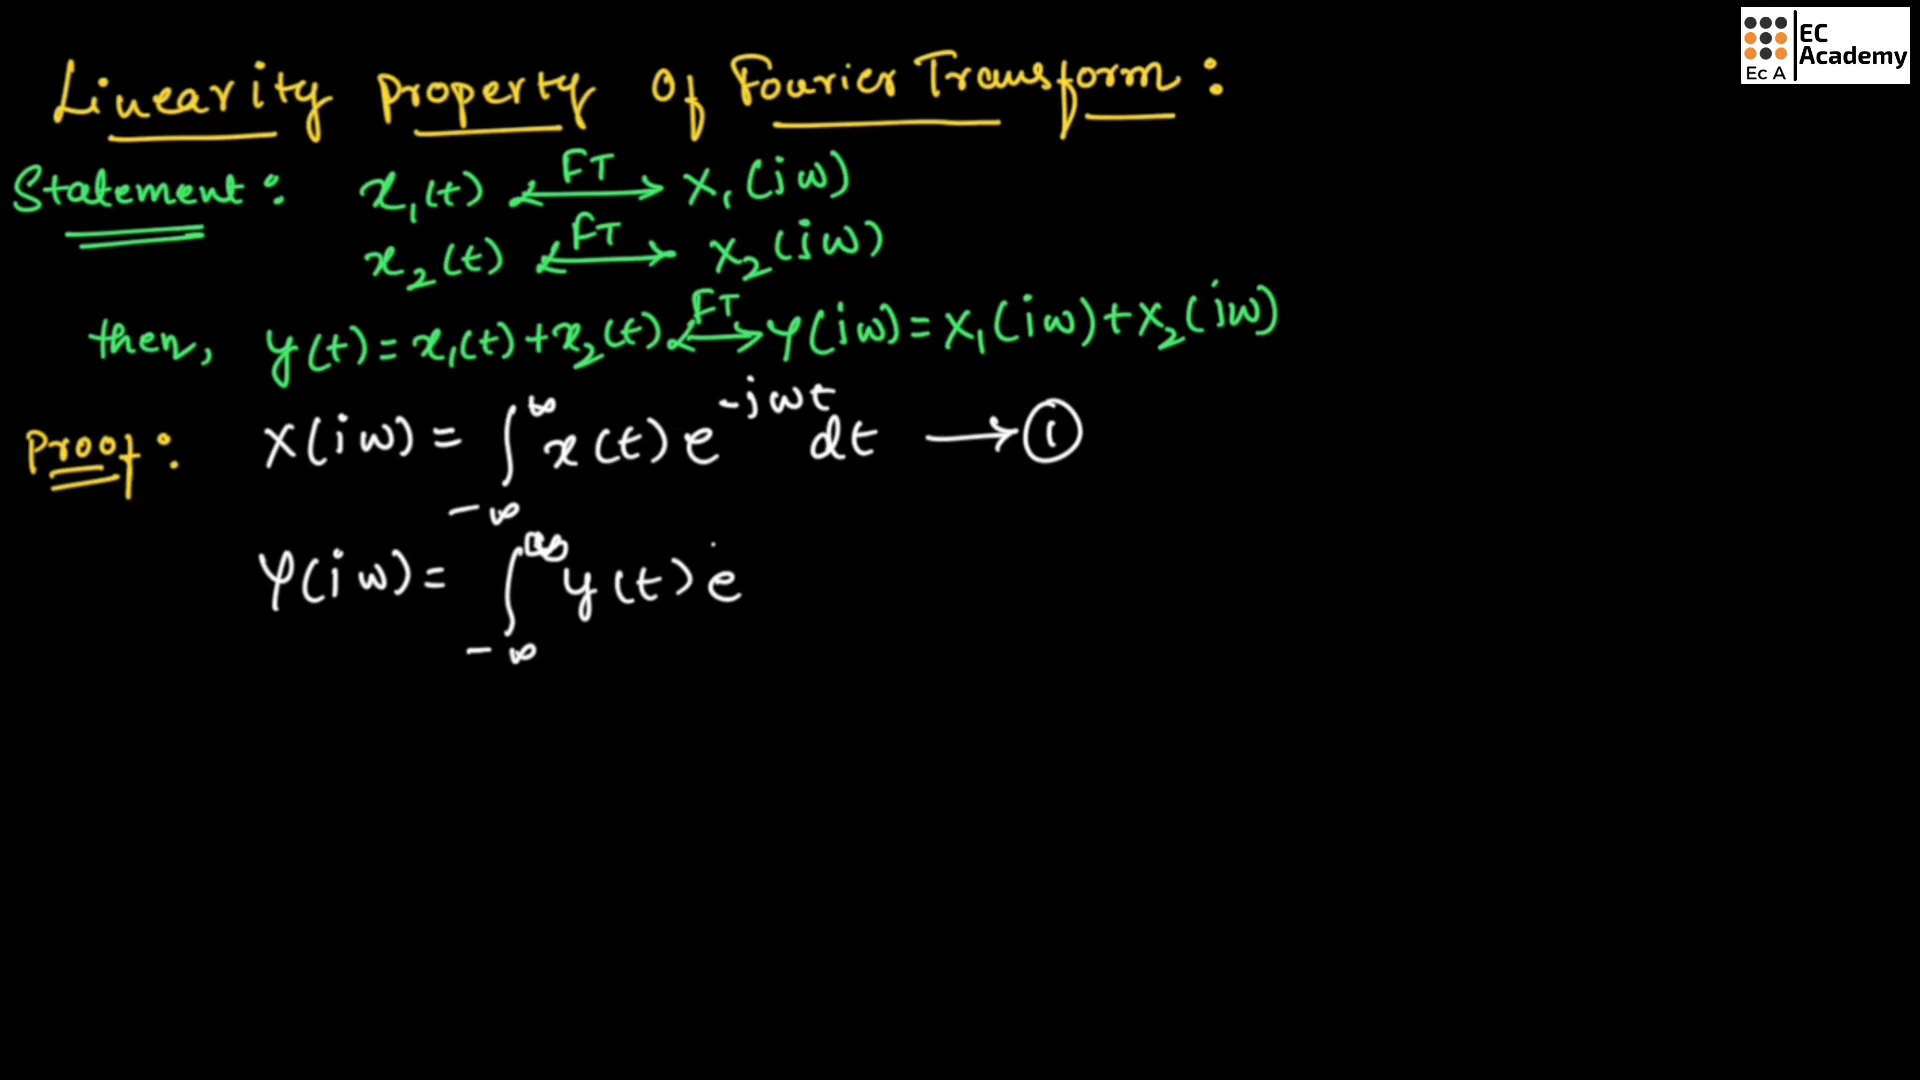 EC Academy
Ec A
Linearity property of Fourier Transform :
Statement : x₁(t) ←FT→ X₁(jω)
x₂(t) ←FT→ X₂(jω)
then, y(t) = x₁(t) + x₂(t) ←FT→ Y(jω) = X₁(jω) + X₂(jω)
Proof : X(jω) = ∫_{-∞}^{∞} x(t) e^{-jωt} dt → ①
Y(jω) = ∫_{-∞}^{∞} y(t) e